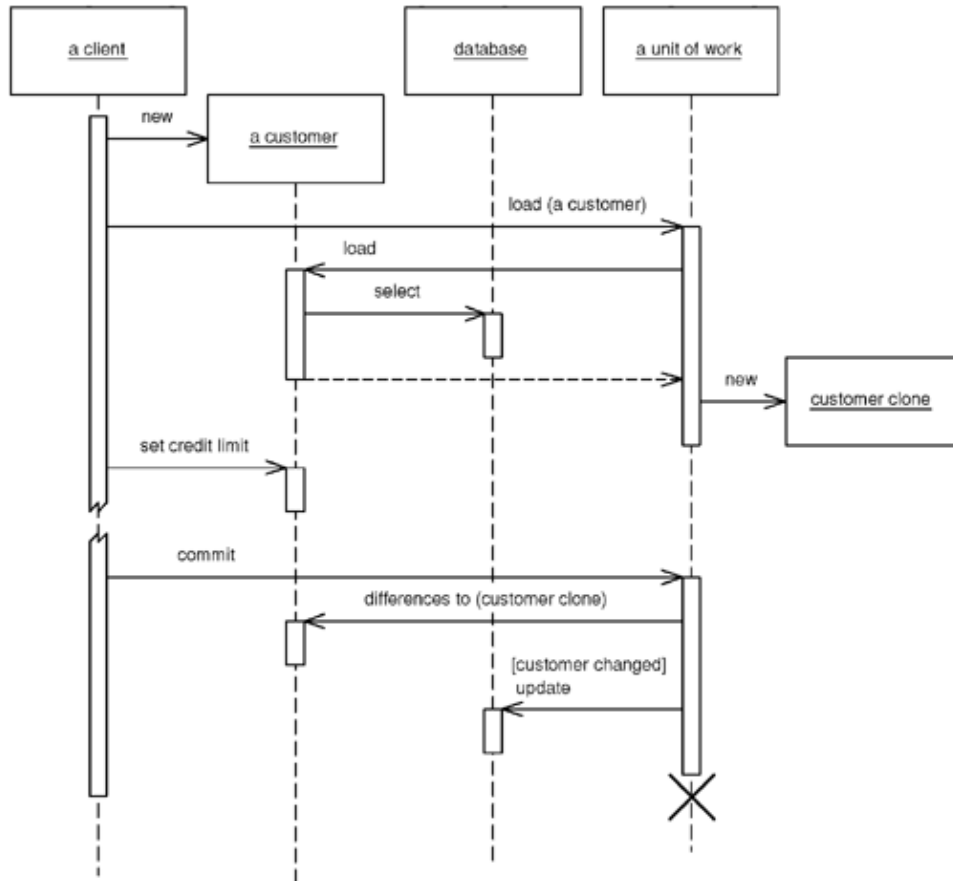 a client
database
a unit of work
new
a customer
load (a customer)
load
select
new
customer clone
set credit limit
commit
differences to (customer clone)
[customer changed]
update